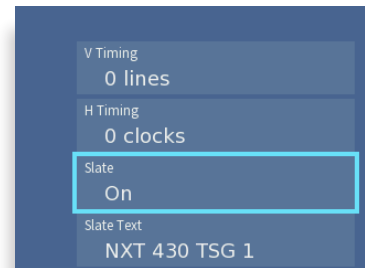 V Timing
0 lines
H Timing
0 clocks
Slate
On
Slate Text
NXT 430 TSG 1